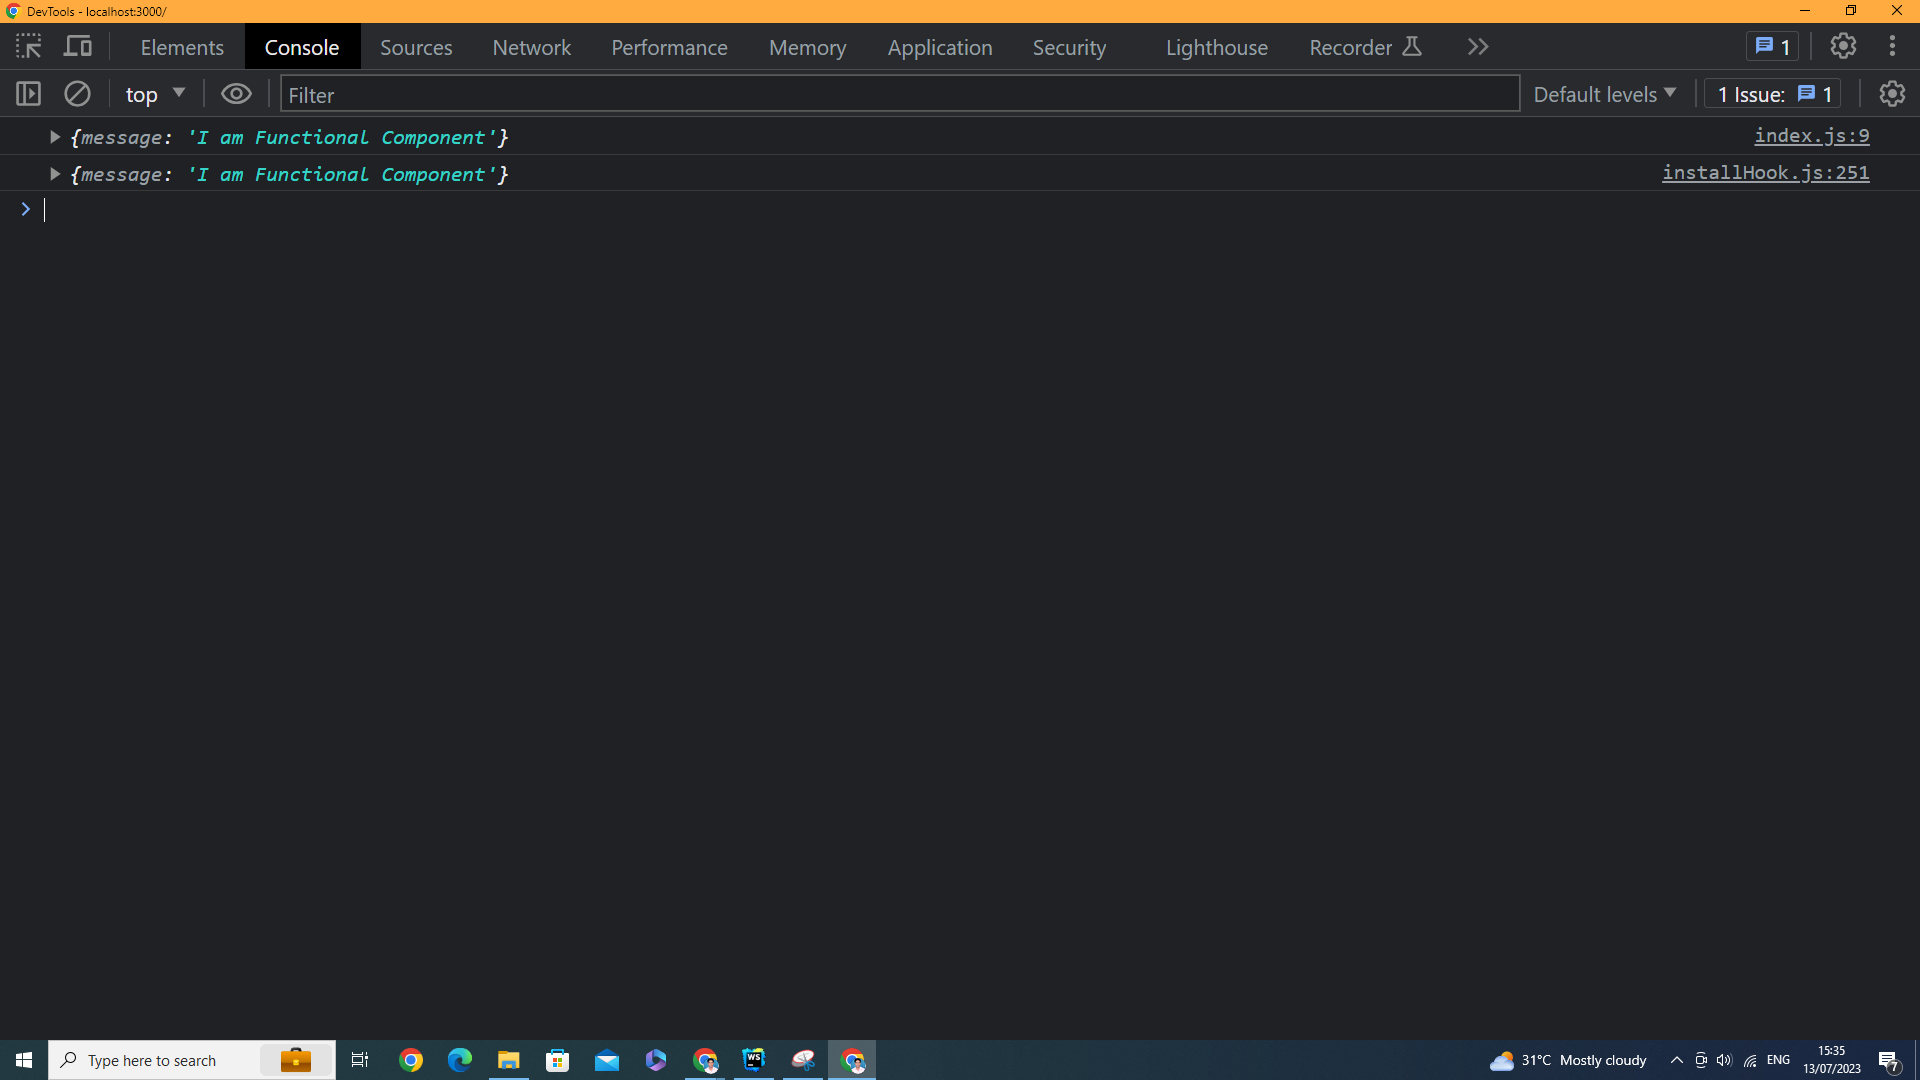 DevTools - localhost:3000/
Elements Console Sources Network Performance Memory Application Security Lighthouse Recorder 1
top Filter Default levels 1 Issue: 1
{message: 'I am Functional Component'} index.js:9
{message: 'I am Functional Component'} installHook.js:251
Type here to search
WS
31°C Mostly cloudy
ENG
15:35
13/07/2023
7